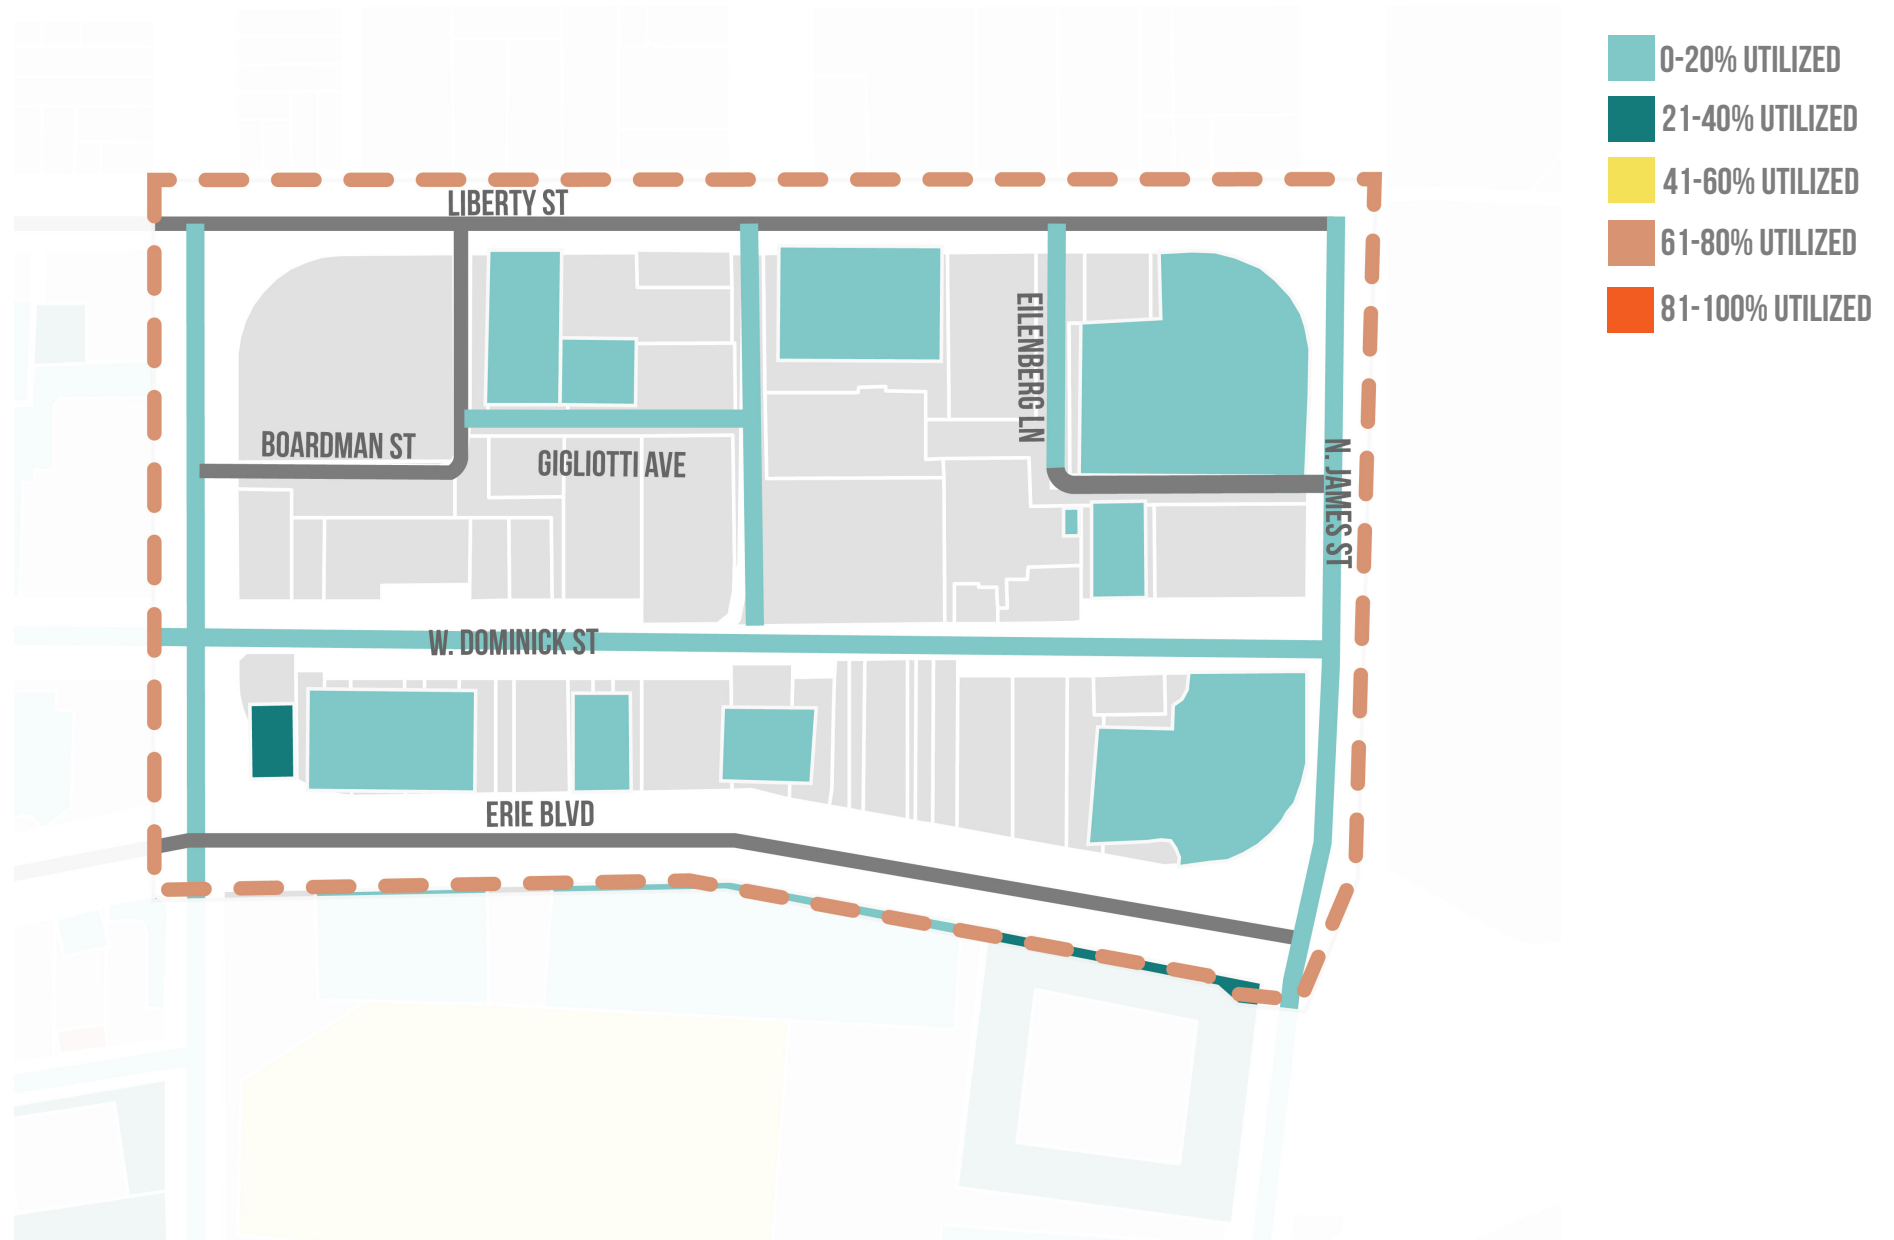 0-20% UTILIZED
21-40% UTILIZED
41-60% UTILIZED
61-80% UTILIZED
81-100% UTILIZED
LIBERTY ST
EILENBERG LN
BOARDMAN ST
GIGLIOTTI AVE
N. JAMES ST
W. DOMINICK ST
ERIE BLVD